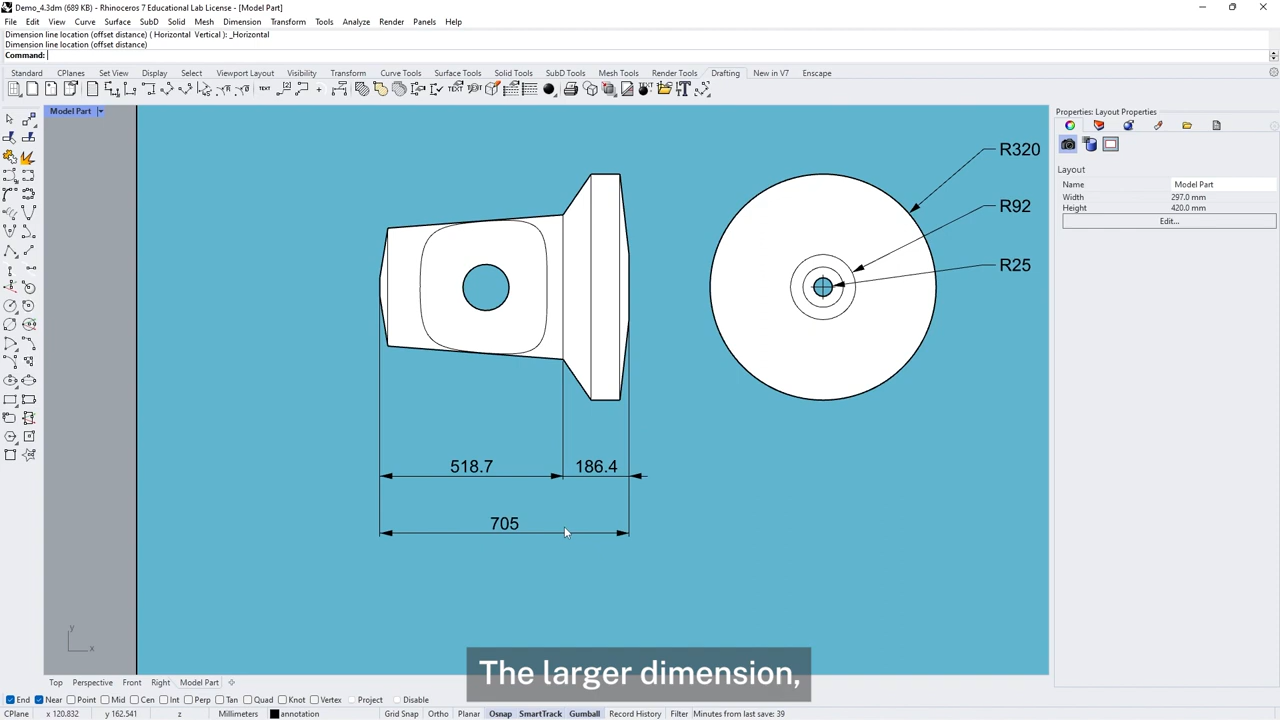 Demo_4.3dm (689 KB) - Rhinoceros 7 Educational Lab License - [Model Part]
File Edit View Curve Surface SubD Solid Mesh Dimension Transform Tools Analyze Render Panels Help
Dimension line location (offset distance) ( Horizontal Vertical ): _Horizontal
Dimension line location (offset distance)
Command:
Standard CPlanes Set View Display Select Viewport Layout Visibility Transform Curve Tools Surface Tools Solid Tools SubD Tools Mesh Tools Render Tools Drafting New in V7 Enscape
Model Part
Properties: Layout Properties
Layout
Name Model Part
Width 297.0 mm
Height 420.0 mm
Edit...
R320
R92
R25
518.7 186.4
705
y
x
The larger dimension,
Top Perspective Front Right Model Part
End Near Point Mid Cen Int Perp Tan Quad Knot Vertex Project Disable
CPlane x 120.832 y 162.541 z Millimeters annotation Grid Snap Ortho Planar Osnap SmartTrack Gumball Record History Filter Minutes from last save: 39